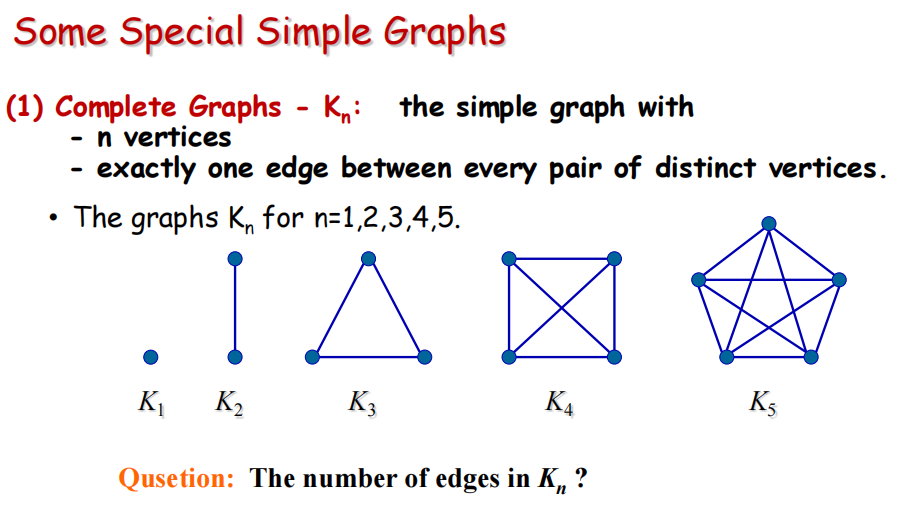 Some Special Simple Graphs
(1) Complete Graphs - Kₙ: the simple graph with
- n vertices
- exactly one edge between every pair of distinct vertices.
• The graphs Kₙ for n=1,2,3,4,5.
K₁ K₂ K₃ K₄ K₅
Qusetion: The number of edges in Kₙ ?